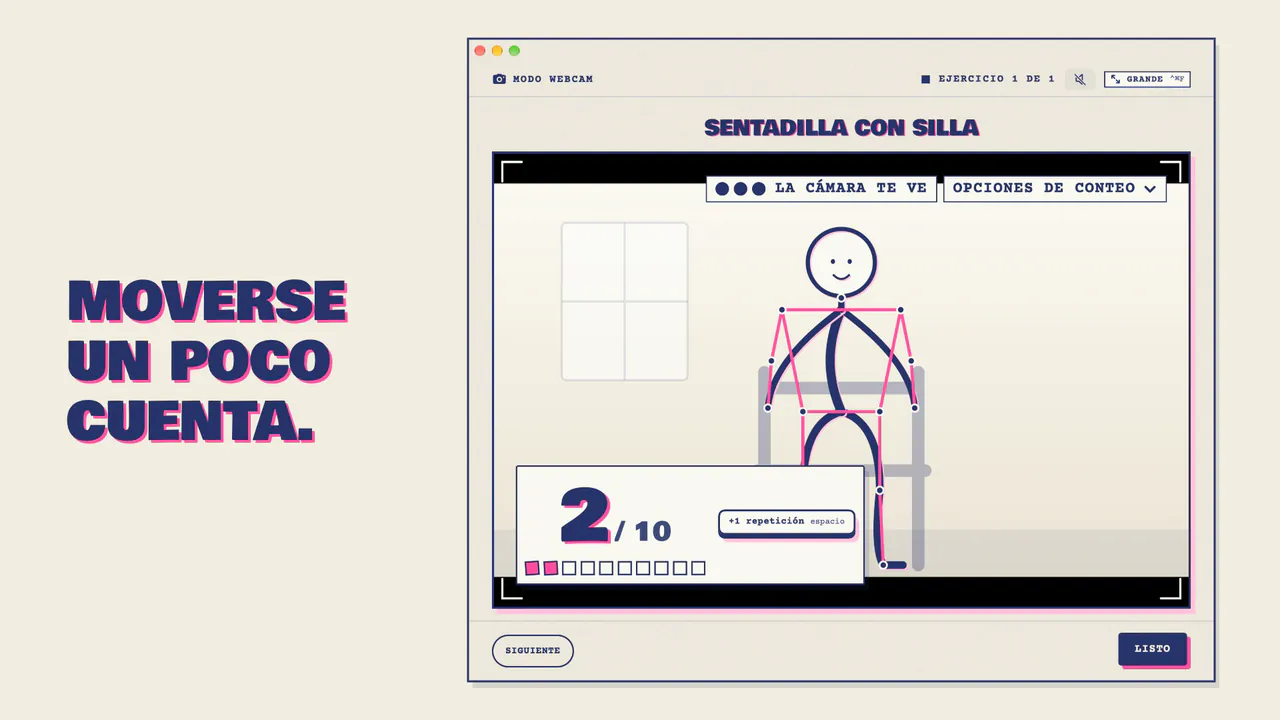 MOVERSE
UN POCO
CUENTA.
MODO WEBCAM
EJERCICIO 1 DE 1
GRANDE
SENTADILLA CON SILLA
LA CÁMARA TE VE
OPCIONES DE CONTEO
2 / 10
+1 repetición espacio
SIGUIENTE
LISTO